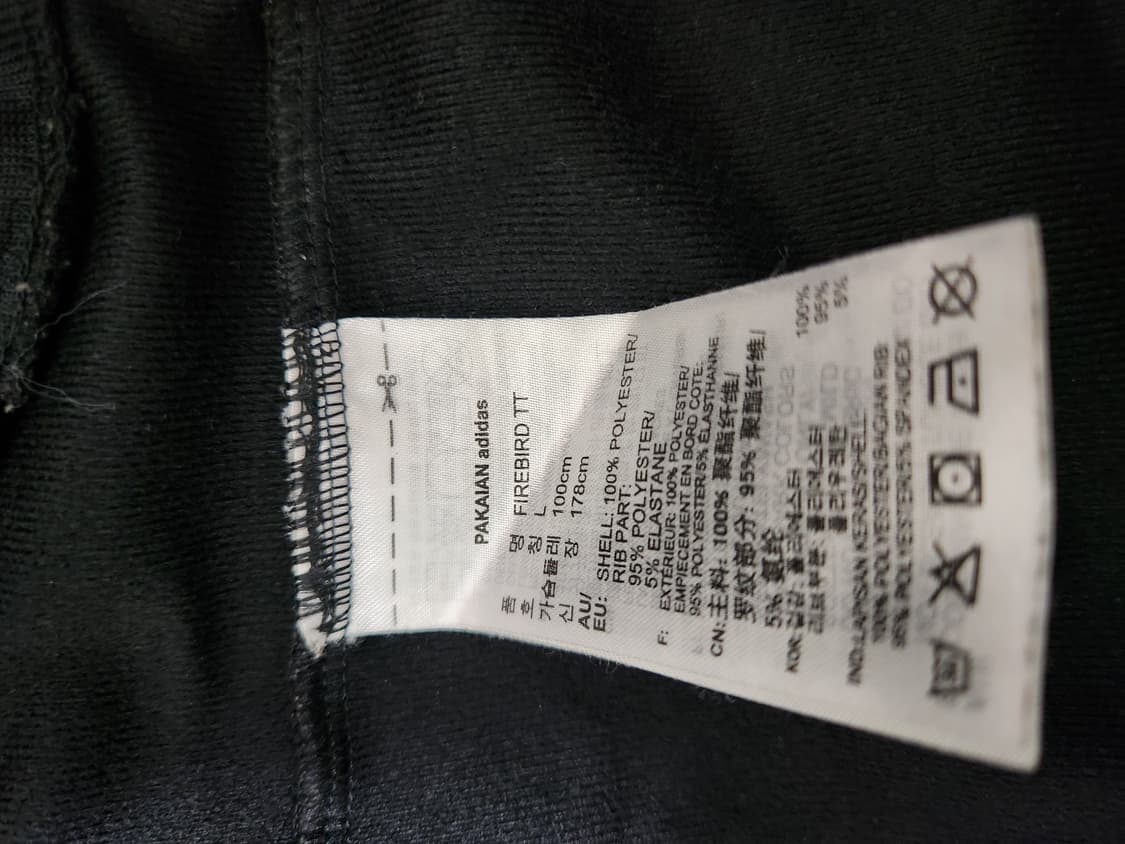 PAKAIAN adidas
품 명 FIREBIRD TT
호 칭 L
가슴둘레 100cm
신 장 178cm
AU/
EU: SHELL: 100% POLYESTER/
RIB PART:
95% POLYESTER/
5% ELASTANE
F: EXTÉRIEUR: 100% POLYESTER/
EMPIECEMENT EN BORD COTE:
95% POLYESTER/5% ELASTHANNE
CN: 主料: 100% 聚酯纤维/
罗纹部分: 95% 聚酯纤维/
5% 氨纶
KOR: 겉감: 폴리에스터 100%
리브부분: 폴리에스터 95%
폴리우레탄 5%
IND:LAPISAN KERAS/SHELL:
100% POLYESTER/BAGIAN RIB:
95% POLYESTER/5% SPANDEX